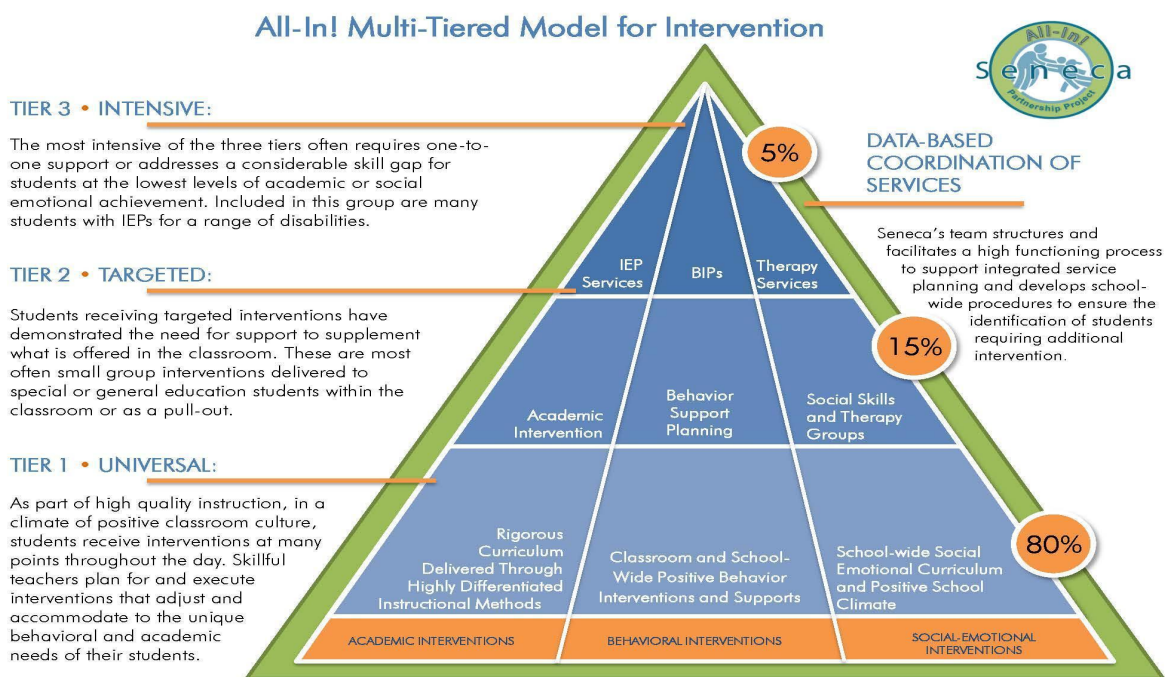 All-In! Multi-Tiered Model for Intervention
All-In!
Seneca
Partnership Project
TIER 3 • INTENSIVE:
The most intensive of the three tiers often requires one-to-
one support or addresses a considerable skill gap for
students at the lowest levels of academic or social
emotional achievement. Included in this group are many
students with IEPs for a range of disabilities.
TIER 2 • TARGETED:
Students receiving targeted interventions have
demonstrated the need for support to supplement
what is offered in the classroom. These are most
often small group interventions delivered to
special or general education students within the
classroom or as a pull-out.
TIER 1 • UNIVERSAL:
As part of high quality instruction, in a
climate of positive classroom culture,
students receive interventions at many
points throughout the day. Skillful
teachers plan for and execute
interventions that adjust and
accommodate to the unique
behavioral and academic
needs of their students.
5%
IEP
Services
BIPs
Therapy
Services
15%
Academic
Intervention
Behavior
Support
Planning
Social Skills
and Therapy
Groups
80%
Rigorous
Curriculum
Delivered Through
Highly Differentiated
Instructional Methods
Classroom and School-
Wide Positive Behavior
Interventions and Supports
School-wide Social
Emotional Curriculum
and Positive School
Climate
ACADEMIC INTERVENTIONS
BEHAVIORAL INTERVENTIONS
SOCIAL-EMOTIONAL
INTERVENTIONS
DATA-BASED
COORDINATION OF
SERVICES
Seneca's team structures and
facilitates a high functioning process
to support integrated service
planning and develops school-
wide procedures to ensure the
identification of students
requiring additional
intervention.